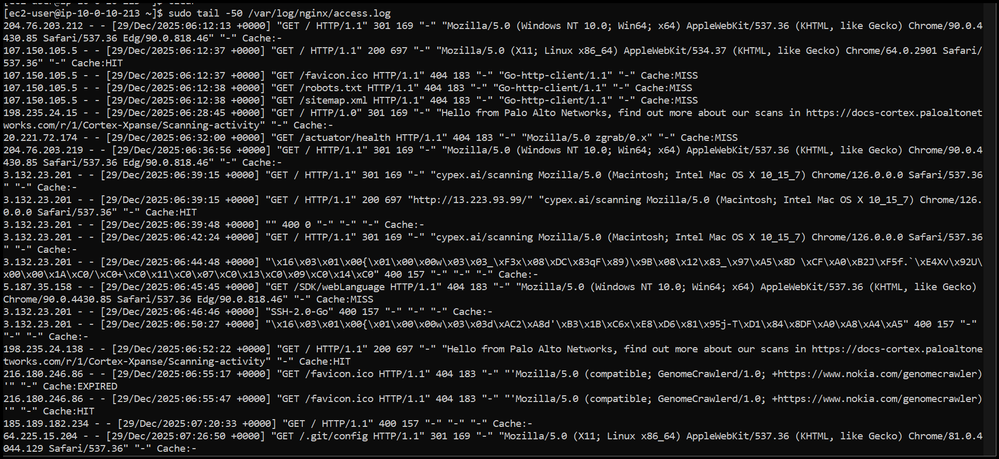 [ec2-user@ip-10-0-10-213 ~]$ clear
[ec2-user@ip-10-0-10-213 ~]$ sudo tail -50 /var/log/nginx/access.log
204.76.203.212 - - [29/Dec/2025:06:12:13 +0000] "GET / HTTP/1.1" 301 169 "-" "Mozilla/5.0 (Windows NT 10.0; Win64; x64) AppleWebKit/537.36 (KHTML, like Gecko) Chrome/90.0.4
430.85 Safari/537.36 Edg/90.0.818.46" "-" Cache:-
107.150.105.5 - - [29/Dec/2025:06:12:37 +0000] "GET / HTTP/1.1" 200 697 "-" "Mozilla/5.0 (X11; Linux x86_64) AppleWebKit/534.37 (KHTML, like Gecko) Chrome/64.0.2901 Safari/
537.36" "-" Cache:HIT
107.150.105.5 - - [29/Dec/2025:06:12:37 +0000] "GET /favicon.ico HTTP/1.1" 404 183 "-" "Go-http-client/1.1" "-" Cache:MISS
107.150.105.5 - - [29/Dec/2025:06:12:38 +0000] "GET /robots.txt HTTP/1.1" 404 183 "-" "Go-http-client/1.1" "-" Cache:MISS
107.150.105.5 - - [29/Dec/2025:06:12:38 +0000] "GET /sitemap.xml HTTP/1.1" 404 183 "-" "Go-http-client/1.1" "-" Cache:MISS
198.235.24.15 - - [29/Dec/2025:06:28:45 +0000] "GET / HTTP/1.0" 301 169 "-" "Hello from Palo Alto Networks, find out more about our scans in https://docs-cortex.paloaltonet
works.com/r/1/Cortex-Xpanse/Scanning-activity" "-" Cache:-
20.221.72.174 - - [29/Dec/2025:06:32:00 +0000] "GET /actuator/health HTTP/1.1" 404 183 "-" "Mozilla/5.0 zgrab/0.x" "-" Cache:MISS
204.76.203.219 - - [29/Dec/2025:06:36:56 +0000] "GET / HTTP/1.1" 301 169 "-" "Mozilla/5.0 (Windows NT 10.0; Win64; x64) AppleWebKit/537.36 (KHTML, like Gecko) Chrome/90.0.4
430.85 Safari/537.36 Edg/90.0.818.46" "-" Cache:-
3.132.23.201 - - [29/Dec/2025:06:39:15 +0000] "GET / HTTP/1.1" 301 169 "-" "cypex.ai/scanning Mozilla/5.0 (Macintosh; Intel Mac OS X 10_15_7) Chrome/126.0.0.0 Safari/537.36
" "-" Cache:-
3.132.23.201 - - [29/Dec/2025:06:39:15 +0000] "GET / HTTP/1.1" 200 697 "http://13.223.93.99/" "cypex.ai/scanning Mozilla/5.0 (Macintosh; Intel Mac OS X 10_15_7) Chrome/126.
0.0.0 Safari/537.36" "-" Cache:HIT
3.132.23.201 - - [29/Dec/2025:06:39:48 +0000] "" 400 0 "-" "-" "-" Cache:-
3.132.23.201 - - [29/Dec/2025:06:42:24 +0000] "GET / HTTP/1.1" 301 169 "-" "cypex.ai/scanning Mozilla/5.0 (Macintosh; Intel Mac OS X 10_15_7) Chrome/126.0.0.0 Safari/537.36
" "-" Cache:-
3.132.23.201 - - [29/Dec/2025:06:44:48 +0000] "\x16\x03\x01\x00{\x01\x00\x00w\x03\x03_\xF3x\x08\xDC\x83qF\x89)\x9B\x08\x12\x83_\x97\xA5\x8D \xCF\xA0\xB2J\xF5f.`\xE4Xv\x92U\
x00\x00\x1A\xC0/\xC0+\xC0\x11\xC0\x07\xC0\x13\xC0\x09\xC0\x14\xC0" 400 157 "-" "-" "-" Cache:-
5.187.35.158 - - [29/Dec/2025:06:45:45 +0000] "GET /SDK/webLanguage HTTP/1.1" 404 183 "-" "Mozilla/5.0 (Windows NT 10.0; Win64; x64) AppleWebKit/537.36 (KHTML, like Gecko)
Chrome/90.0.4430.85 Safari/537.36 Edg/90.0.818.46" "-" Cache:MISS
3.132.23.201 - - [29/Dec/2025:06:46:46 +0000] "SSH-2.0-Go" 400 157 "-" "-" "-" Cache:-
3.132.23.201 - - [29/Dec/2025:06:50:27 +0000] "\x16\x03\x01\x00{\x01\x00\x00w\x03\x03d\xAC2\xA8d'\xB3\x1B\xC6x\xE8\xD6\x81\x95j-T\xD1\x84\x8DF\xA0\xA8\xA4\xA5" 400 157 "-"
"-" "-" Cache:-
198.235.24.138 - - [29/Dec/2025:06:52:22 +0000] "GET / HTTP/1.1" 200 697 "-" "Hello from Palo Alto Networks, find out more about our scans in https://docs-cortex.paloaltone
tworks.com/r/1/Cortex-Xpanse/Scanning-activity" "-" Cache:HIT
216.180.246.86 - - [29/Dec/2025:06:55:17 +0000] "GET /favicon.ico HTTP/1.1" 404 183 "-" "'Mozilla/5.0 (compatible; GenomeCrawlerd/1.0; +https://www.nokia.com/genomecrawler)
'" "-" Cache:EXPIRED
216.180.246.86 - - [29/Dec/2025:06:55:47 +0000] "GET /favicon.ico HTTP/1.1" 404 183 "-" "'Mozilla/5.0 (compatible; GenomeCrawlerd/1.0; +https://www.nokia.com/genomecrawler)
'" "-" Cache:HIT
185.189.182.234 - - [29/Dec/2025:07:20:33 +0000] "GET / HTTP/1.1" 400 157 "-" "-" "-" Cache:-
64.225.15.204 - - [29/Dec/2025:07:26:50 +0000] "GET /.git/config HTTP/1.1" 301 169 "-" "Mozilla/5.0 (X11; Linux x86_64) AppleWebKit/537.36 (KHTML, like Gecko) Chrome/81.0.4
044.129 Safari/537.36" "-" Cache:-